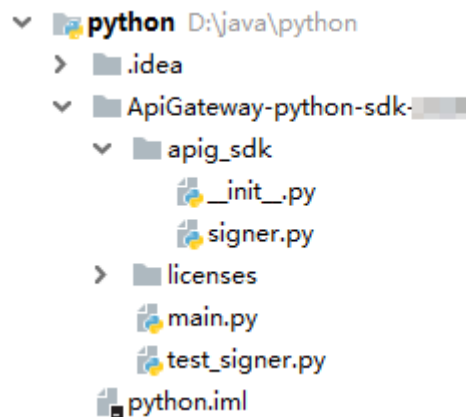 python D:\java\python
.idea
ApiGateway-python-sdk-
apig_sdk
__init__.py
signer.py
licenses
main.py
test_signer.py
python.iml